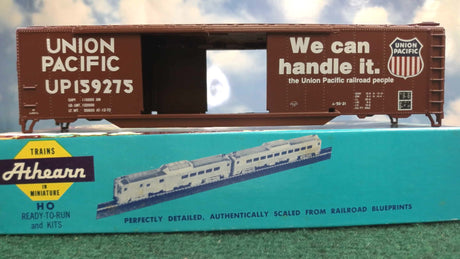 UNION
PACIFIC
UP159275
We can
handle it.
the Union Pacific railroad people
UNION
PACIFIC
TRAINS
Athearn
IN
MINIATURE
HO
READY-TO-RUN
and KITS
PERFECTLY DETAILED, AUTHENTICALLY SCALED FROM RAILROAD BLUEPRINTS